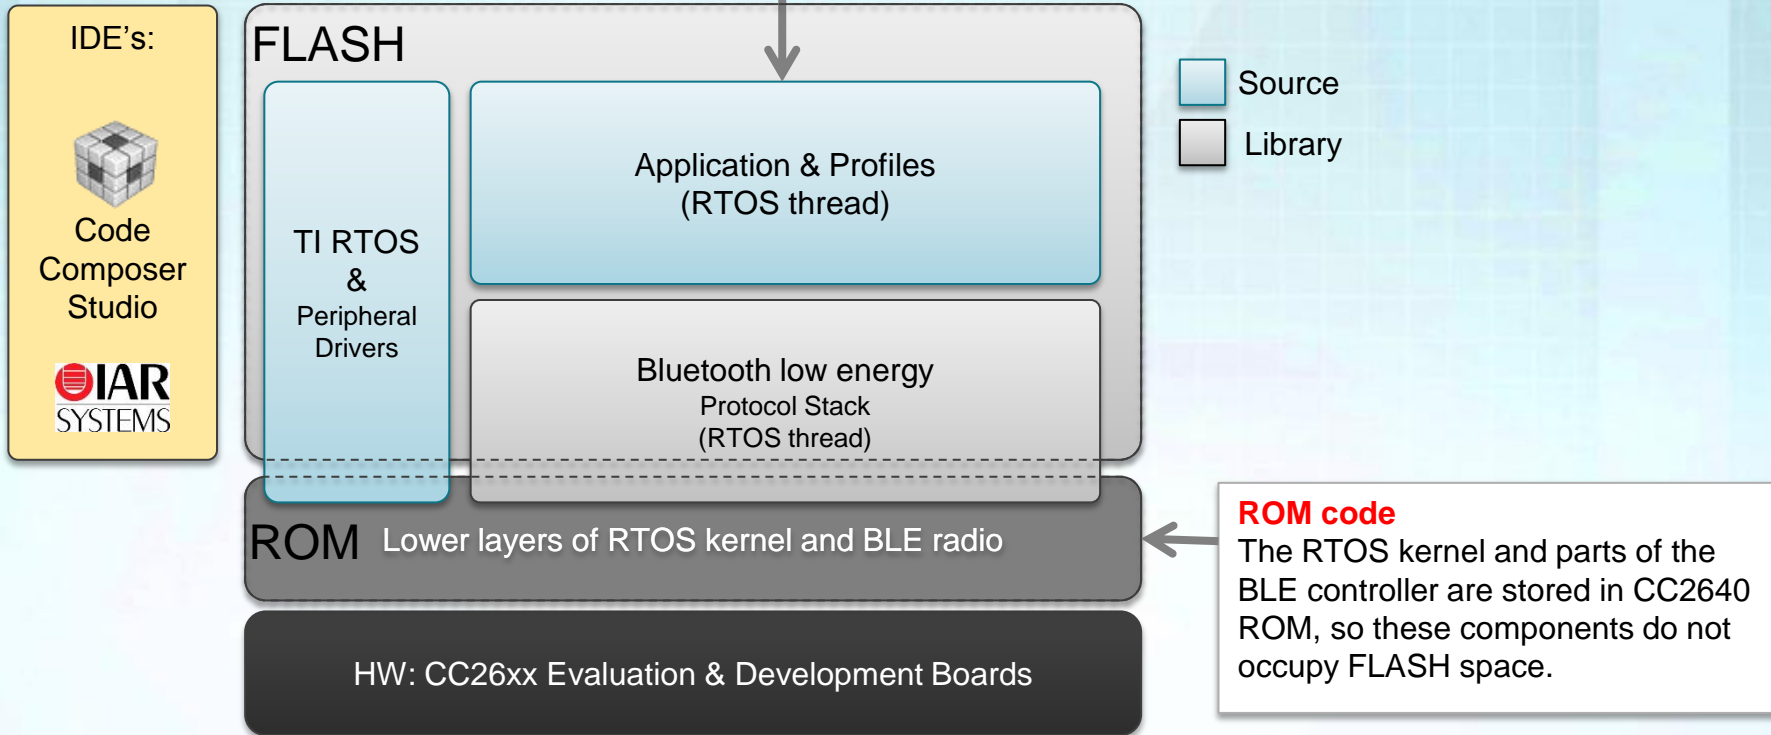 IDE's:
Code
Composer
Studio
IAR
SYSTEMS
FLASH
TI RTOS
&
Peripheral
Drivers
Application & Profiles
(RTOS thread)
Bluetooth low energy
Protocol Stack
(RTOS thread)
ROM Lower layers of RTOS kernel and BLE radio
HW: CC26xx Evaluation & Development Boards
Source
Library
ROM code
The RTOS kernel and parts of the
BLE controller are stored in CC2640
ROM, so these components do not
occupy FLASH space.